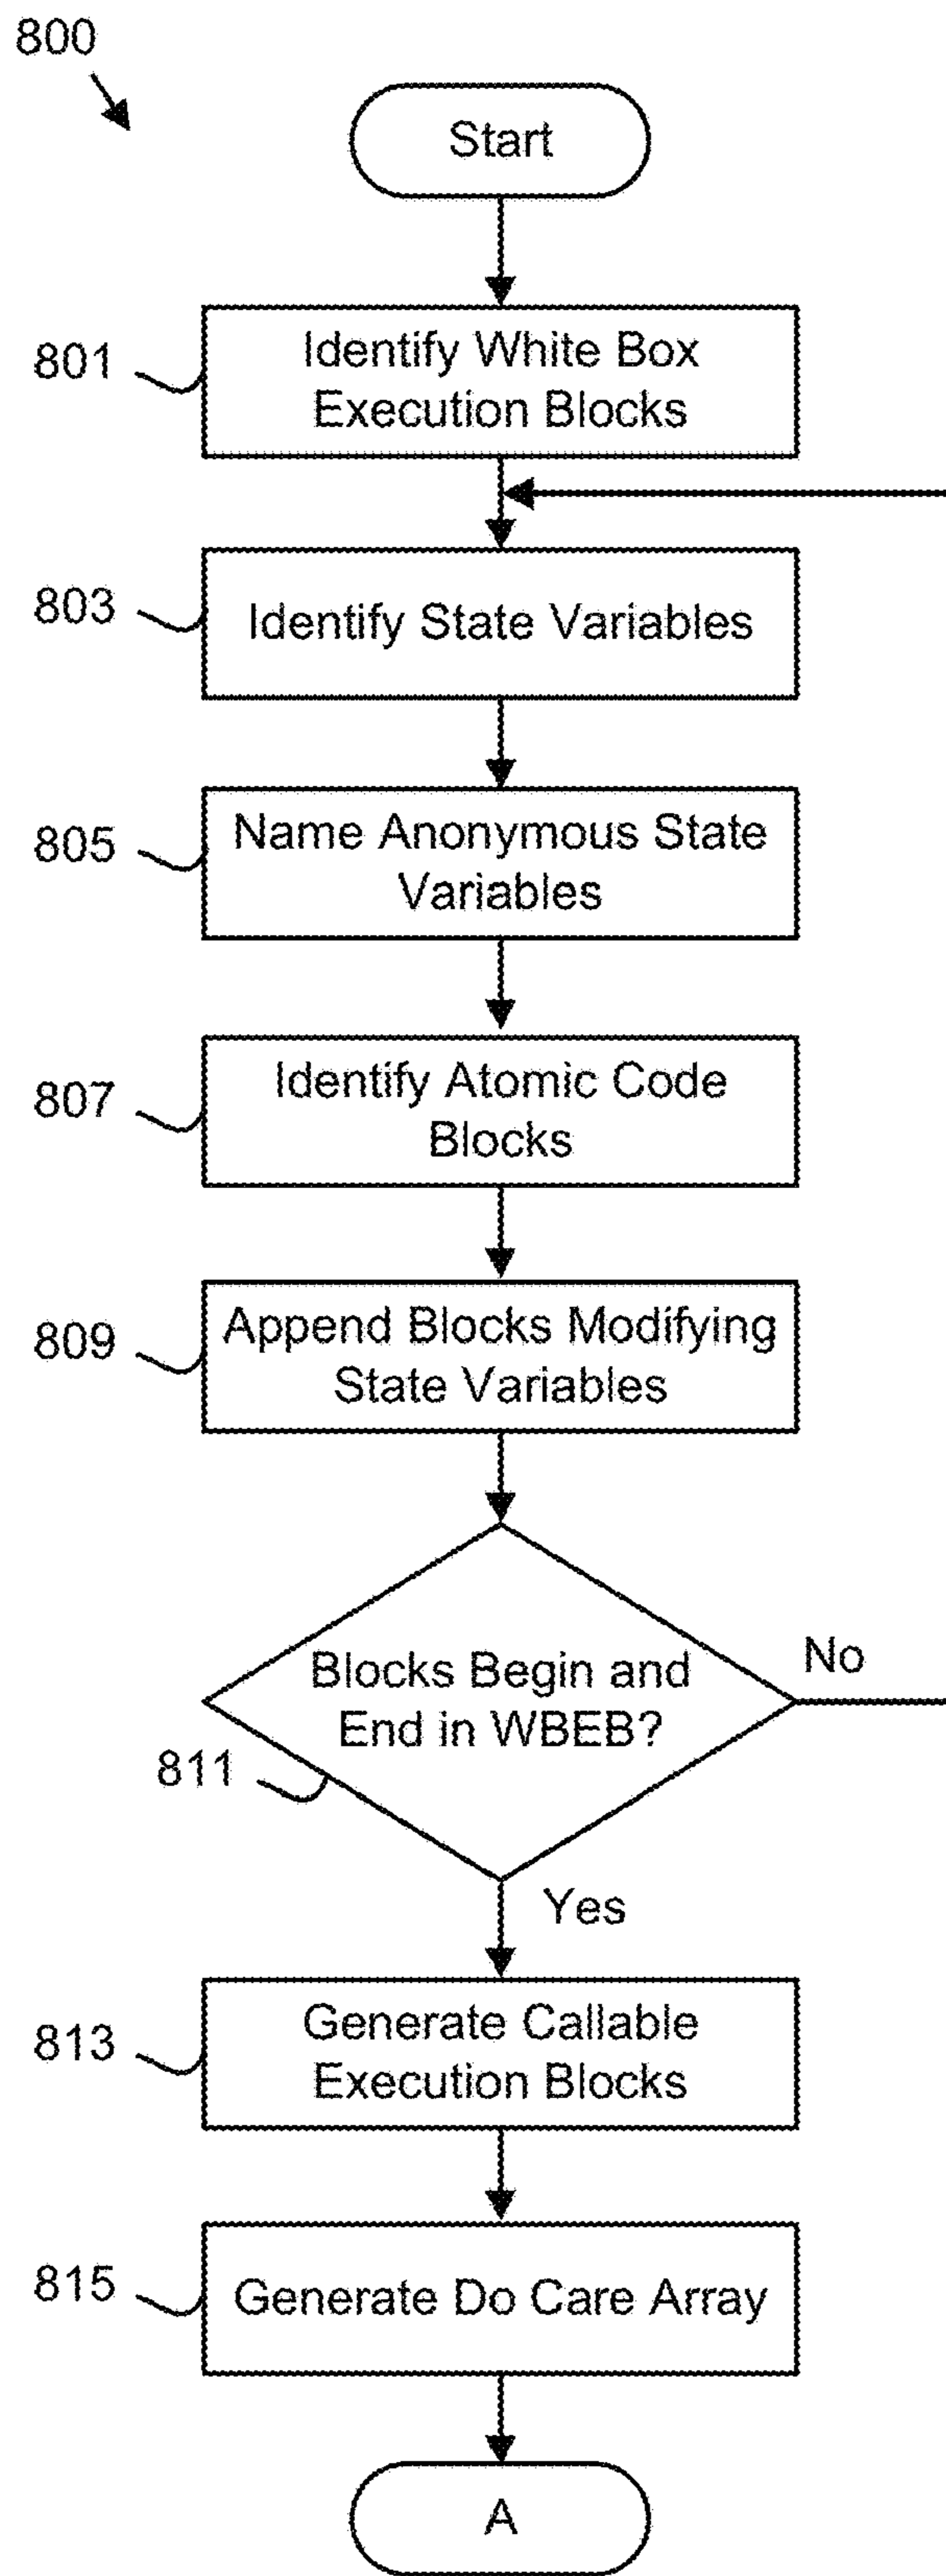 800
Start
801
Identify White Box
Execution Blocks
803
Identify State Variables
805
Name Anonymous State
Variables
807
Identify Atomic Code
Blocks
809
Append Blocks Modifying
State Variables
Blocks Begin and
End in WBEB?
No
811
Yes
813
Generate Callable
Execution Blocks
815
Generate Do Care Array
A